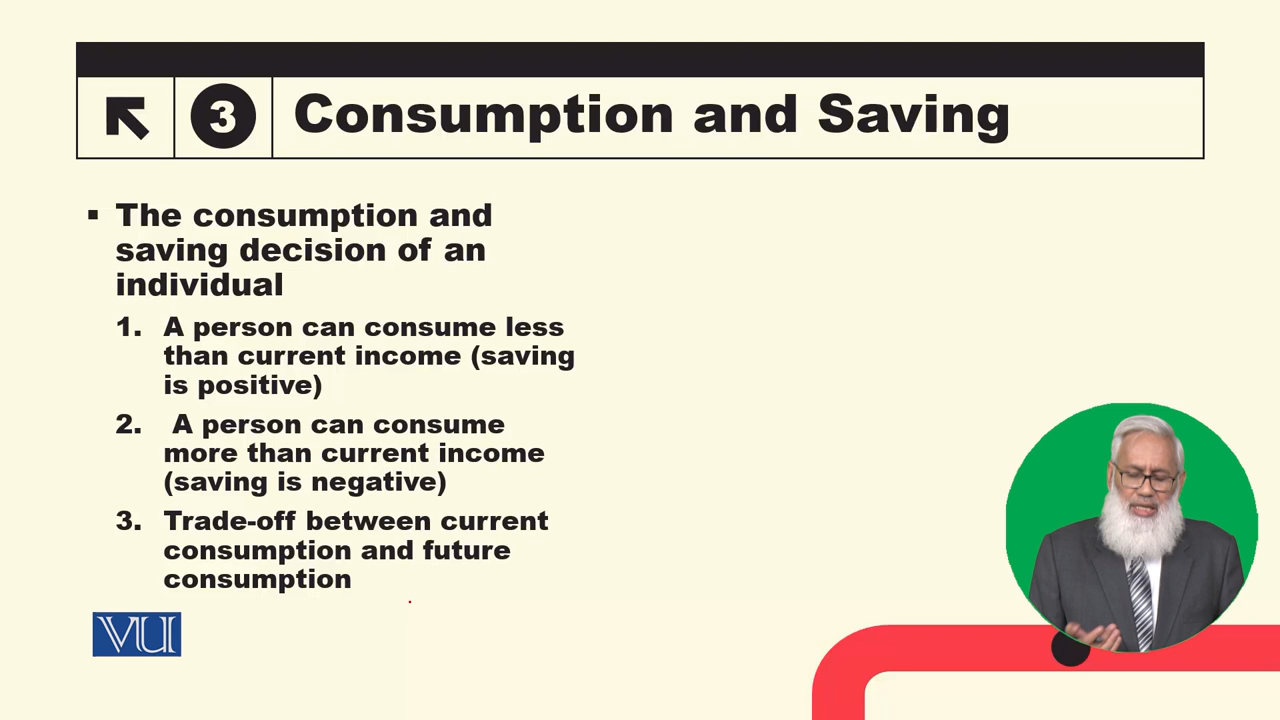 3 Consumption and Saving
▪ The consumption and
saving decision of an
individual
1. A person can consume less
than current income (saving
is positive)
2. A person can consume
more than current income
(saving is negative)
3. Trade-off between current
consumption and future
consumption
VU